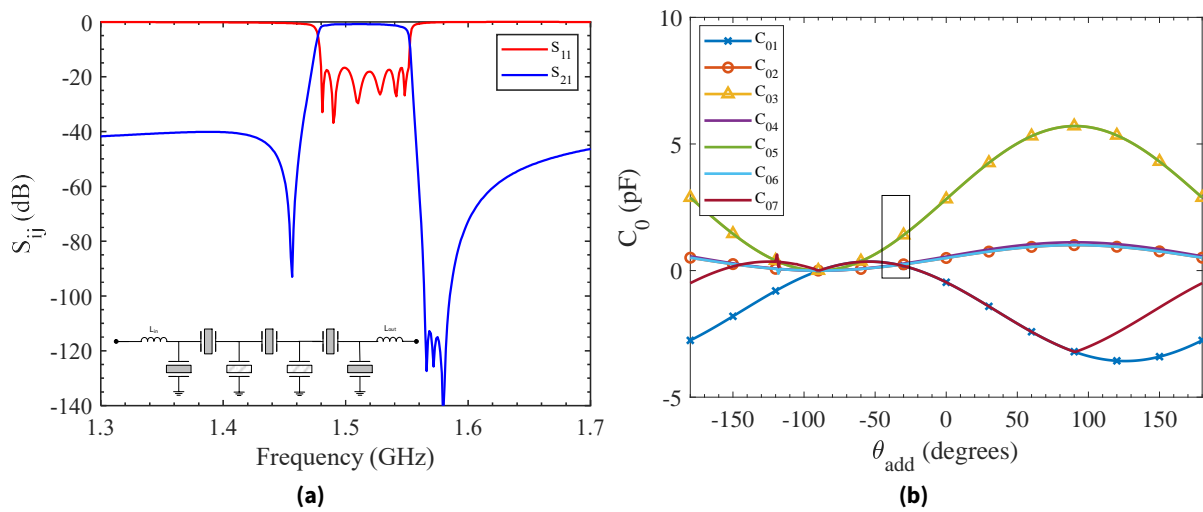 0
-20
-40
-60
-80
-100
-120
-140
S_ij (dB)
S_11
S_21
L_in
L_out
1.3
1.4
1.5
1.6
1.7
Frequency (GHz)
(a)
10
5
0
-5
C_0 (pF)
C_01
C_02
C_03
C_04
C_05
C_06
C_07
-150
-100
-50
0
50
100
150
θ_add (degrees)
(b)